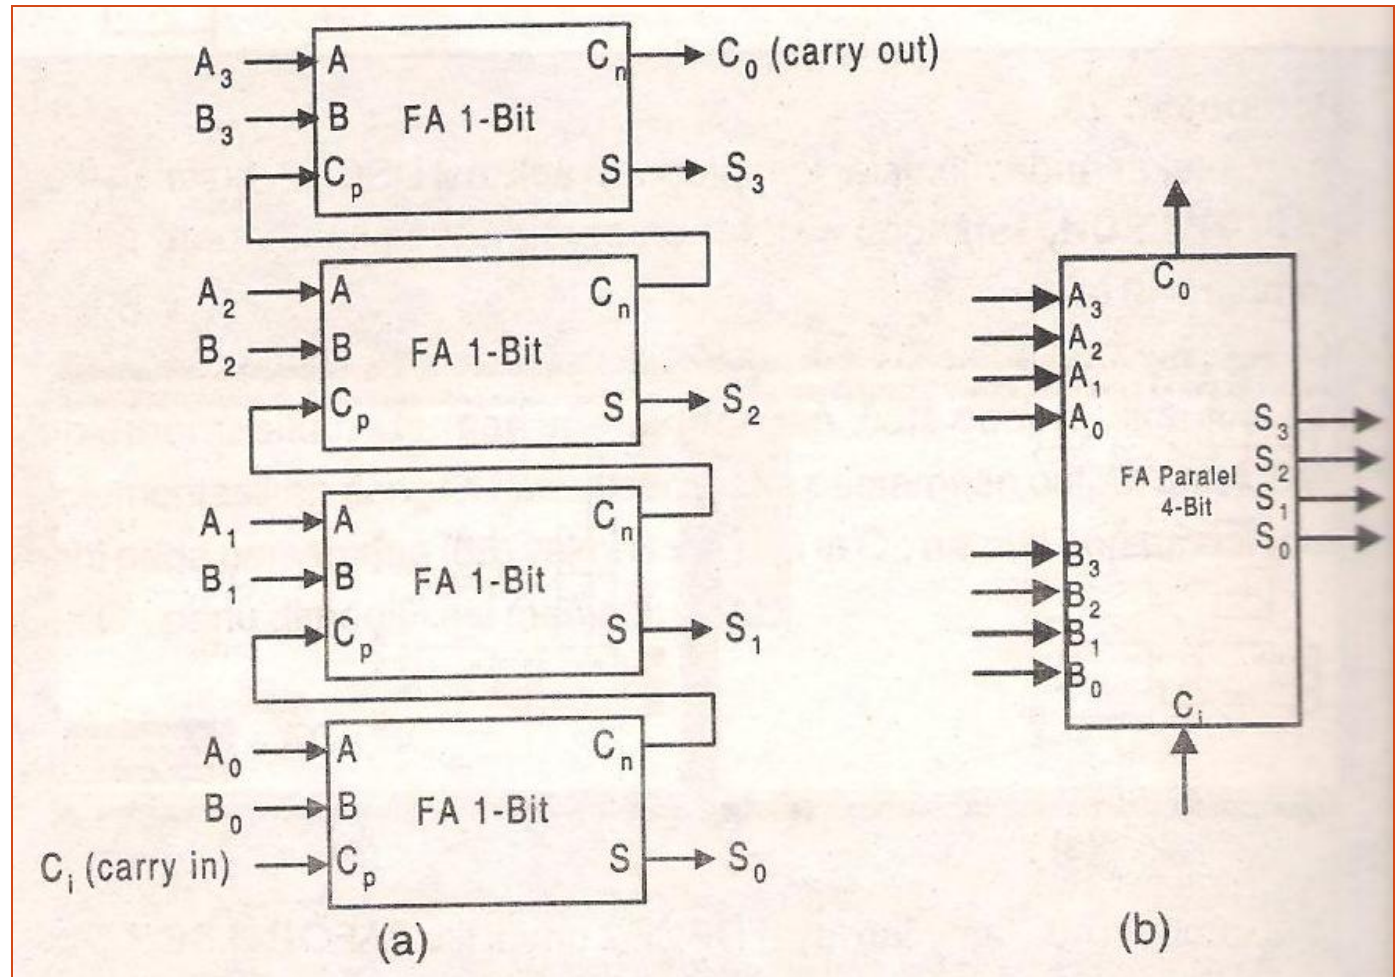 A₃ A Cₙ C₀ (carry out)
B₃ B FA 1-Bit
Cₚ S S₃
A₂ A Cₙ
B₂ B FA 1-Bit
Cₚ S S₂
A₁ A Cₙ
B₁ B FA 1-Bit
Cₚ S S₁
A₀ A Cₙ
B₀ B FA 1-Bit
Cᵢ (carry in) Cₚ S S₀
(a)
C₀
A₃
A₂
A₁
A₀
S₃
S₂
FA Paralel
S₁
4-Bit
S₀
B₃
B₂
B₁
B₀
Cᵢ
(b)